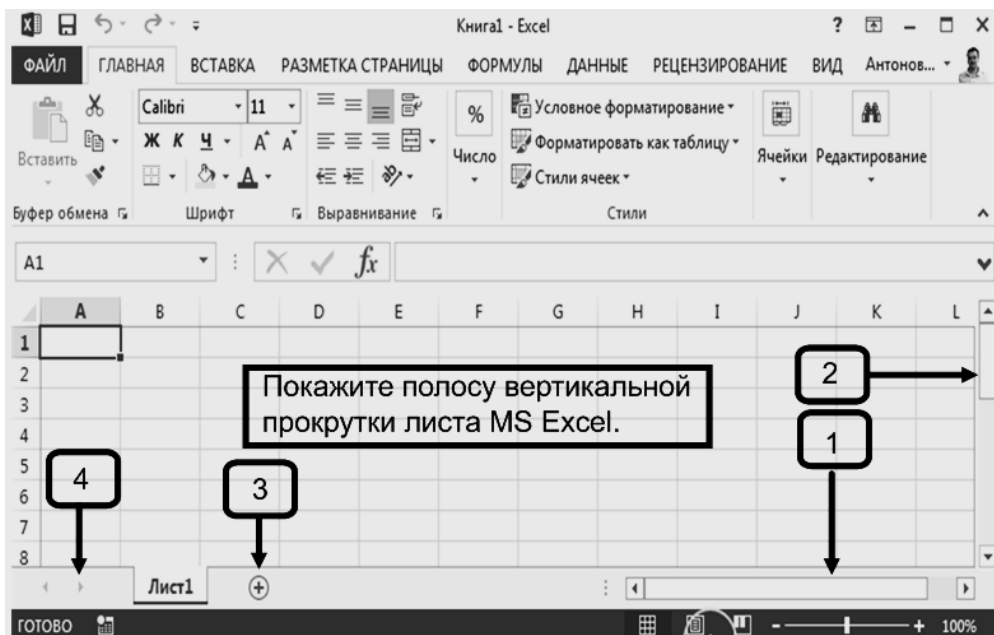 Книга1 - Excel ?
ФАЙЛ ГЛАВНАЯ ВСТАВКА РАЗМЕТКА СТРАНИЦЫ ФОРМУЛЫ ДАННЫЕ РЕЦЕНЗИРОВАНИЕ ВИД Антонов...
Calibri 11 % Условное форматирование
Ж К Ч А А Форматировать как таблицу
Вставить Число Стили ячеек Ячейки Редактирование
Буфер обмена Шрифт Выравнивание Стили
A1 fx
A B C D E F G H I J K L
1
2 2
3 Покажите полосу вертикальной
4 прокрутки листа MS Excel. 1
5
6 4 3
7
8
Лист1
ГОТОВО 100%